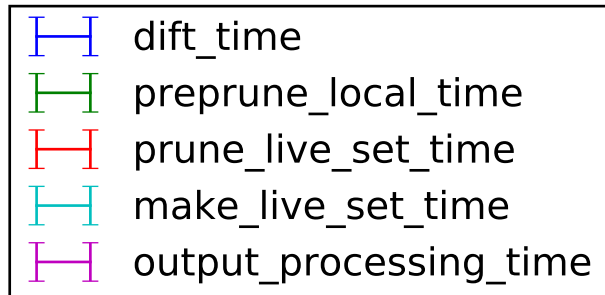 dift_time
preprune_local_time
prune_live_set_time
make_live_set_time
output_processing_time